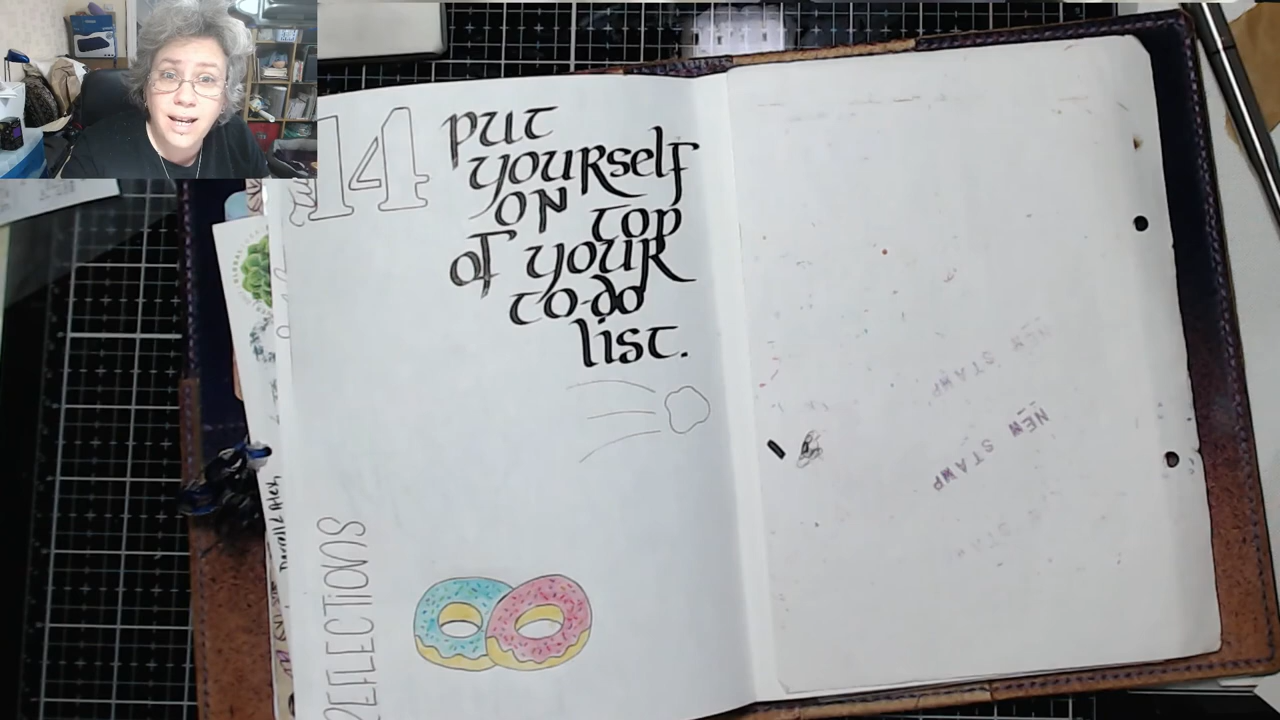 14
put
yourself
on top
of your
to-do
list.
REFLECTIONS
NEW STAMP
NEW STAMP